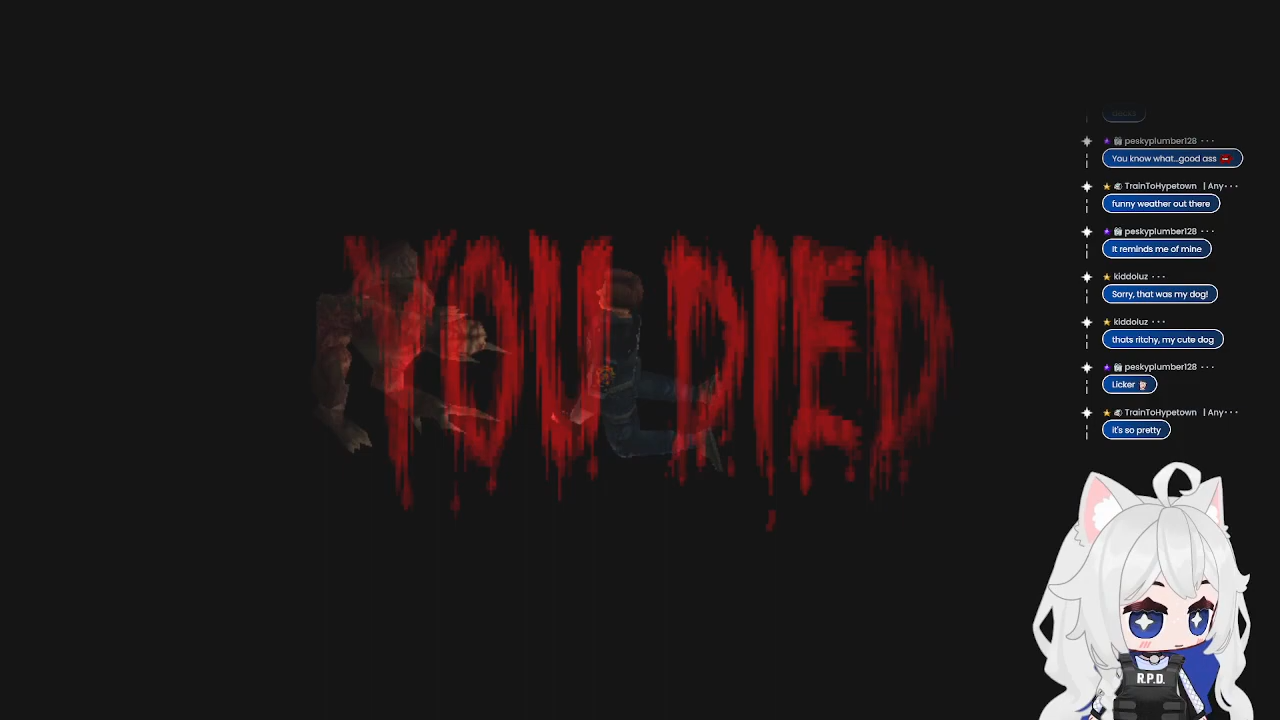 YOU DIED
peskyplumber128 ···
You know what...good ass
TrainToHypetown | Any···
funny weather out there
peskyplumber128 ···
It reminds me of mine
kiddoluz ···
Sorry, that was my dog!
kiddoluz ···
thats ritchy, my cute dog
peskyplumber128 ···
Licker
TrainToHypetown | Any···
it's so pretty
R.P.D.